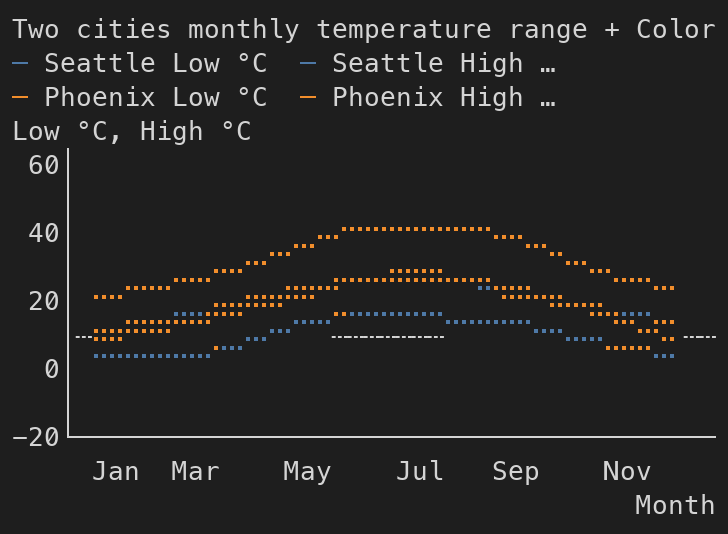 Two cities monthly temperature range + Color
Seattle Low °C Seattle High …
Phoenix Low °C Phoenix High …
Low °C, High °C
60
40
20
0
−20
Jan Mar May Jul Sep Nov
Month